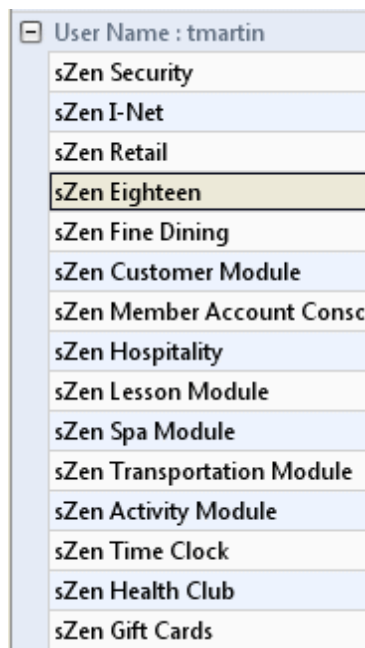 User Name : tmartin
sZen Security
sZen I-Net
sZen Retail
sZen Eighteen
sZen Fine Dining
sZen Customer Module
sZen Member Account Consc
sZen Hospitality
sZen Lesson Module
sZen Spa Module
sZen Transportation Module
sZen Activity Module
sZen Time Clock
sZen Health Club
sZen Gift Cards